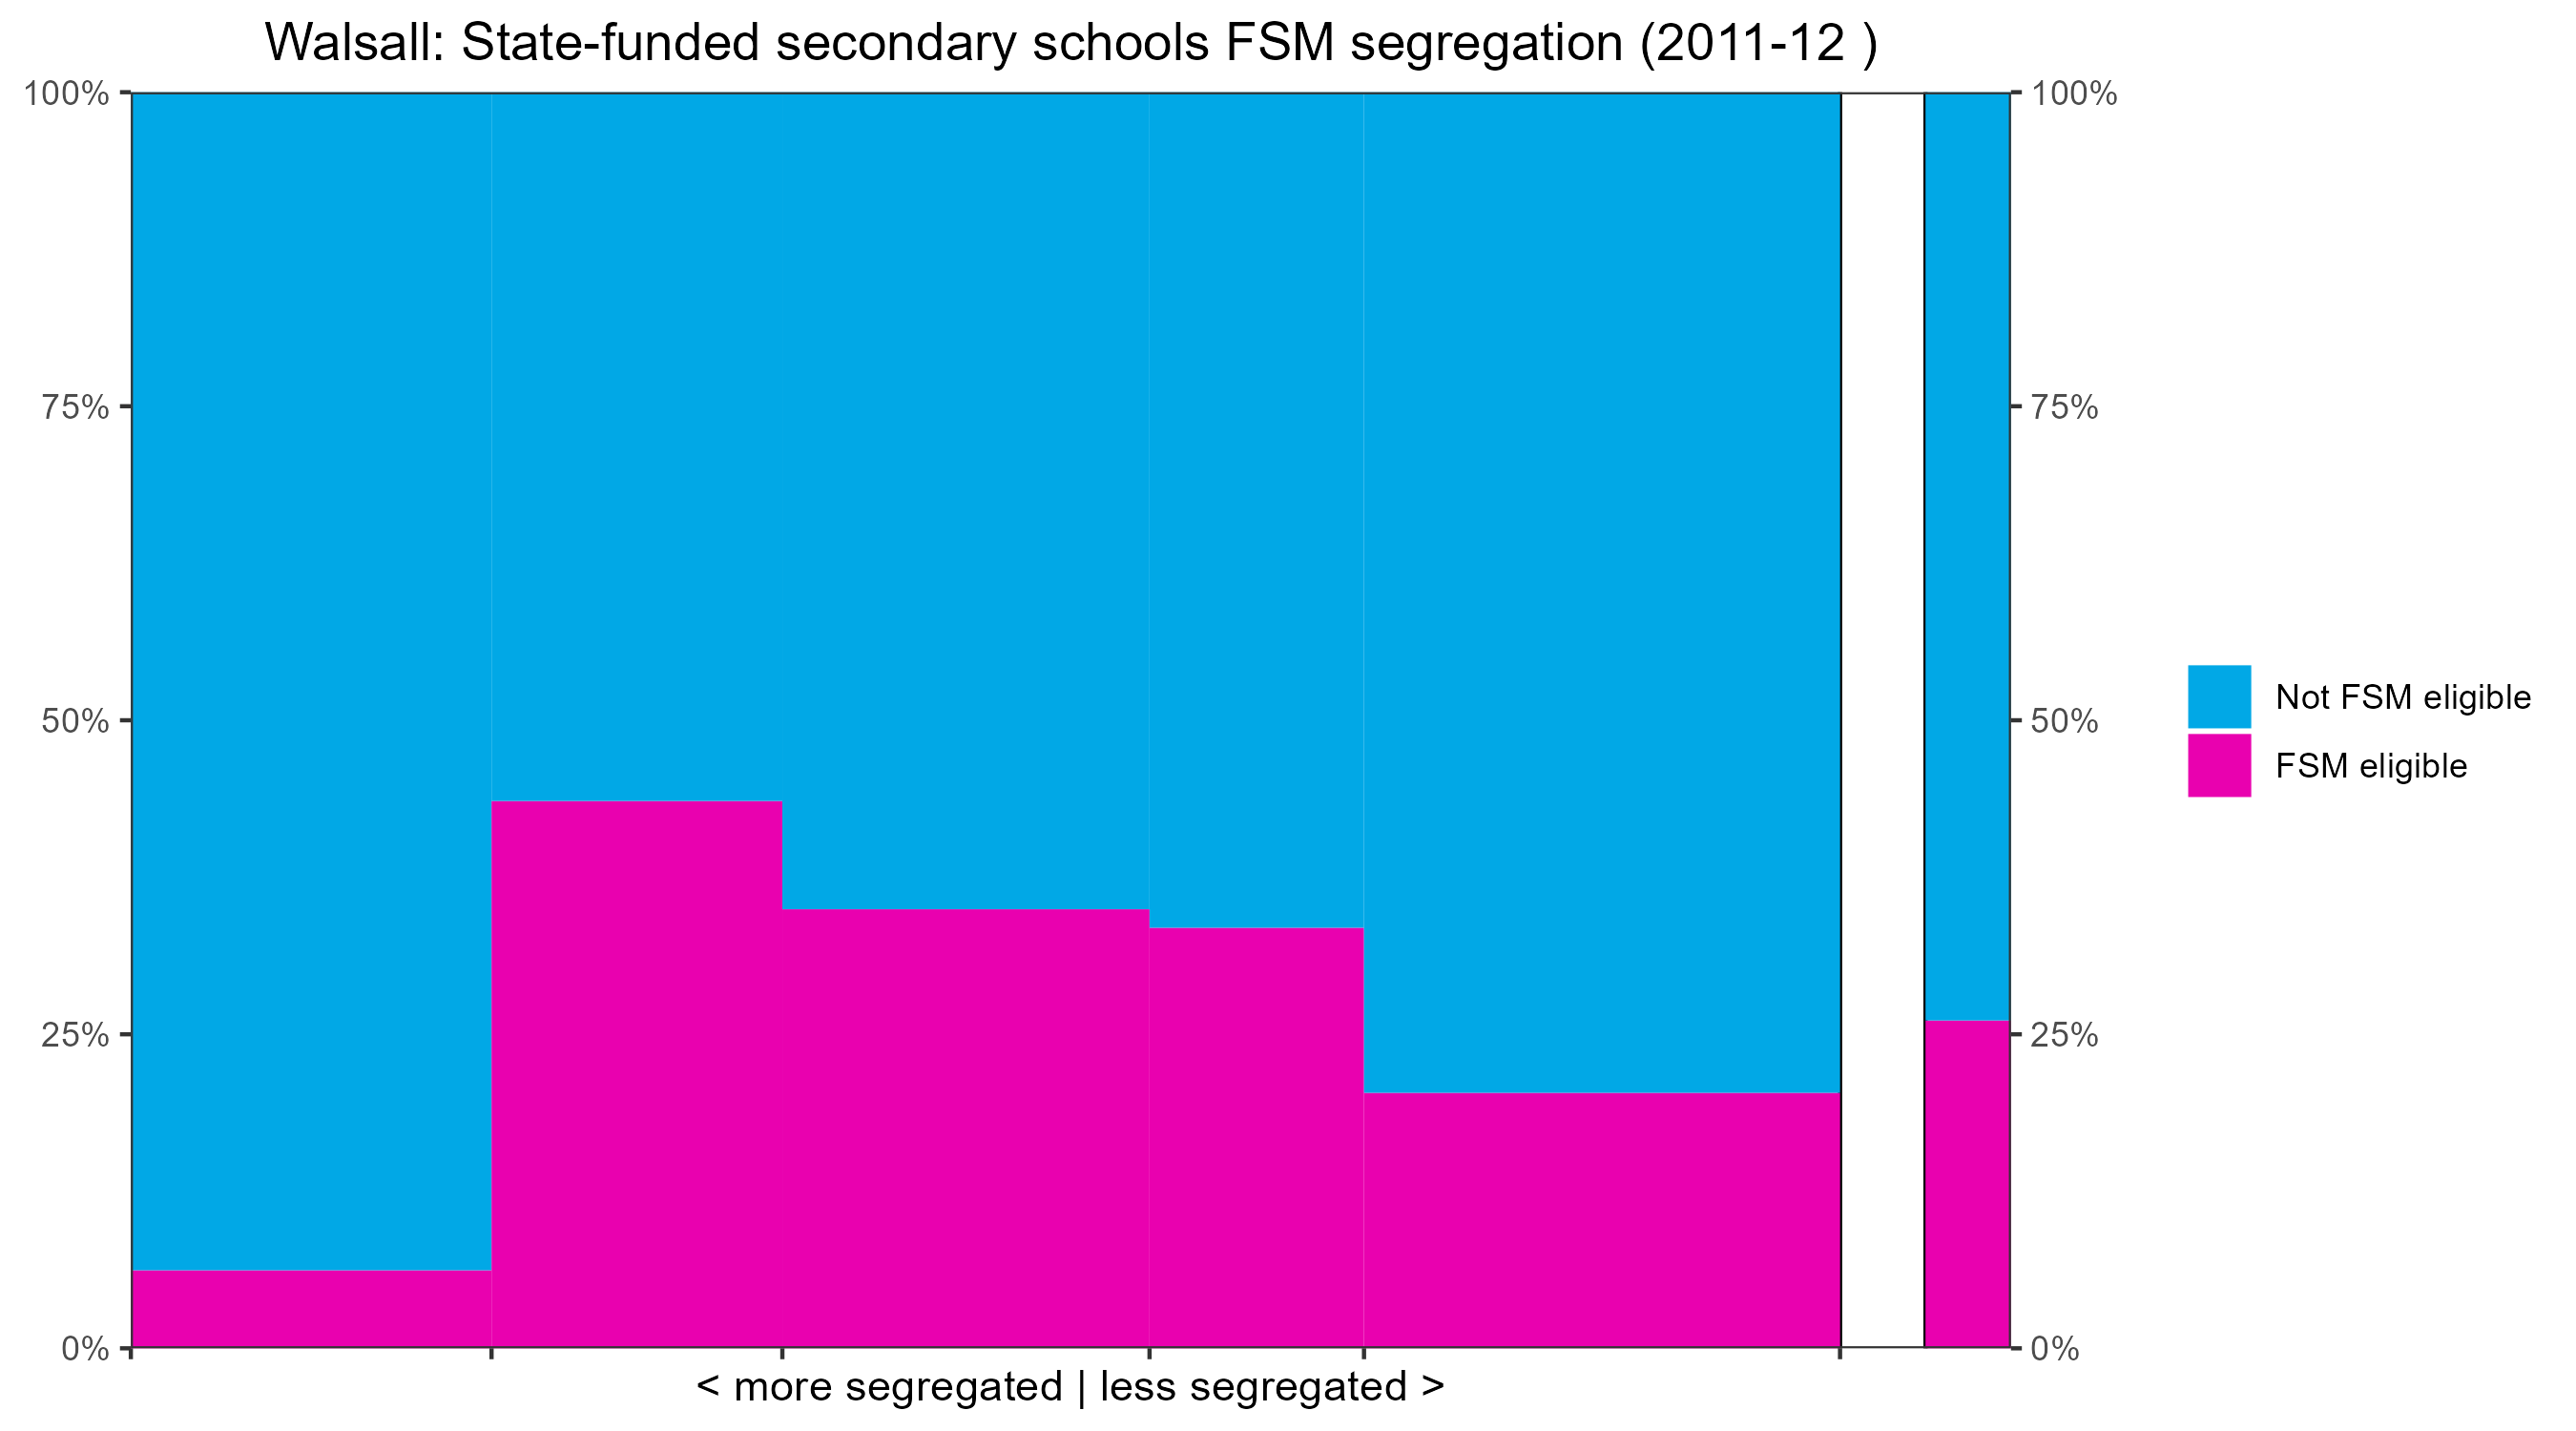 Walsall: State-funded secondary schools FSM segregation (2011-12 )
100%
75%
50%
25%
0%
100%
75%
50%
25%
0%
< more segregated | less segregated >
Not FSM eligible
FSM eligible